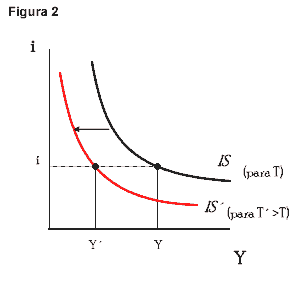 Figura 2
i
IS
(para T)
i
IS´(para T´>T)
Y´
Y
Y